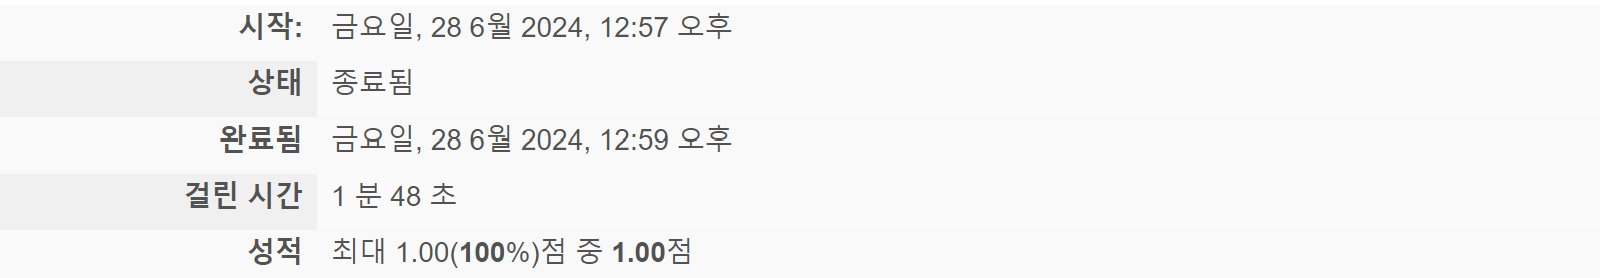 시작: 금요일, 28 6월 2024, 12:57 오후
상태 종료됨
완료됨 금요일, 28 6월 2024, 12:59 오후
걸린 시간 1 분 48 초
성적 최대 1.00(100%)점 중 1.00점